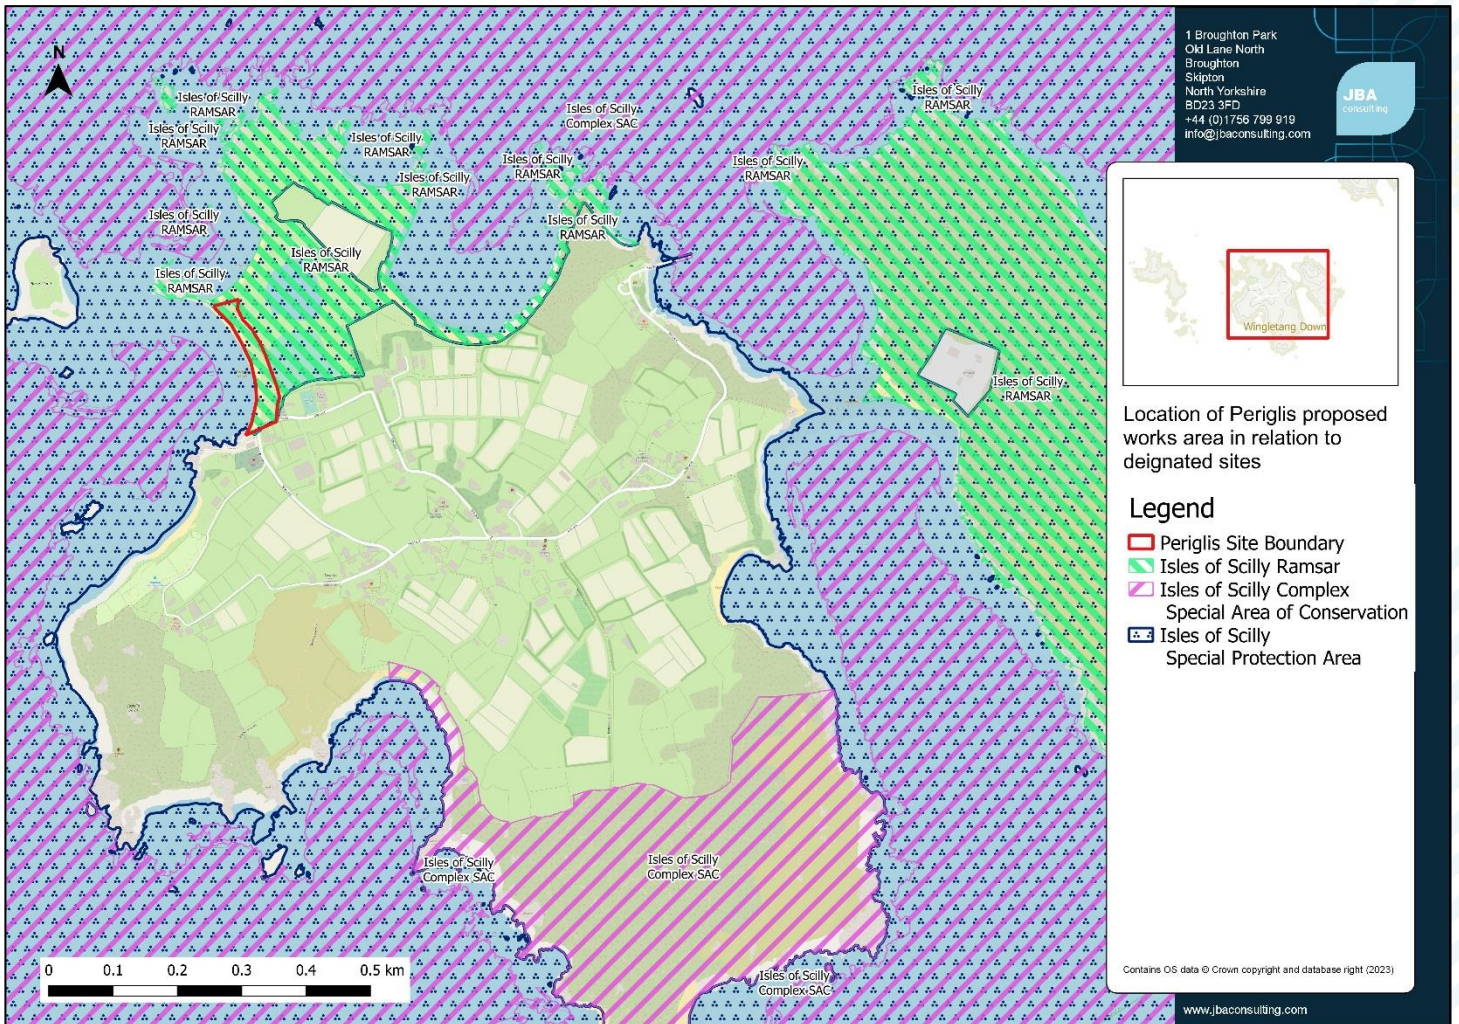 N
Isles of Scilly
RAMSAR
Isles of Scilly
RAMSAR
Isles of Scilly
RAMSAR
Isles of Scilly
RAMSAR
Isles of Scilly
RAMSAR
Isles of Scilly
RAMSAR
Isles of Scilly
RAMSAR
Isles of Scilly
RAMSAR
Isles of Scilly
RAMSAR
Isles of Scilly
Complex SAC
Isles of Scilly
RAMSAR
Isles of Scilly
RAMSAR
Isles of Scilly
RAMSAR
Isles of Scilly
Complex SAC
Isles of Scilly
Complex SAC
Isles of Scilly
Complex SAC
0 0.1 0.2 0.3 0.4 0.5 km
1 Broughton Park
Old Lane North
Broughton
Skipton
North Yorkshire
BD23 3FD
+44 (0)1756 799 919
info@jbaconsulting.com
JBA
consulting
Wingletang Down
Location of Periglis proposed
works area in relation to
deignated sites
Legend
Periglis Site Boundary
Isles of Scilly Ramsar
Isles of Scilly Complex
Special Area of Conservation
Isles of Scilly
Special Protection Area
Contains OS data © Crown copyright and database right (2023)
www.jbaconsulting.com